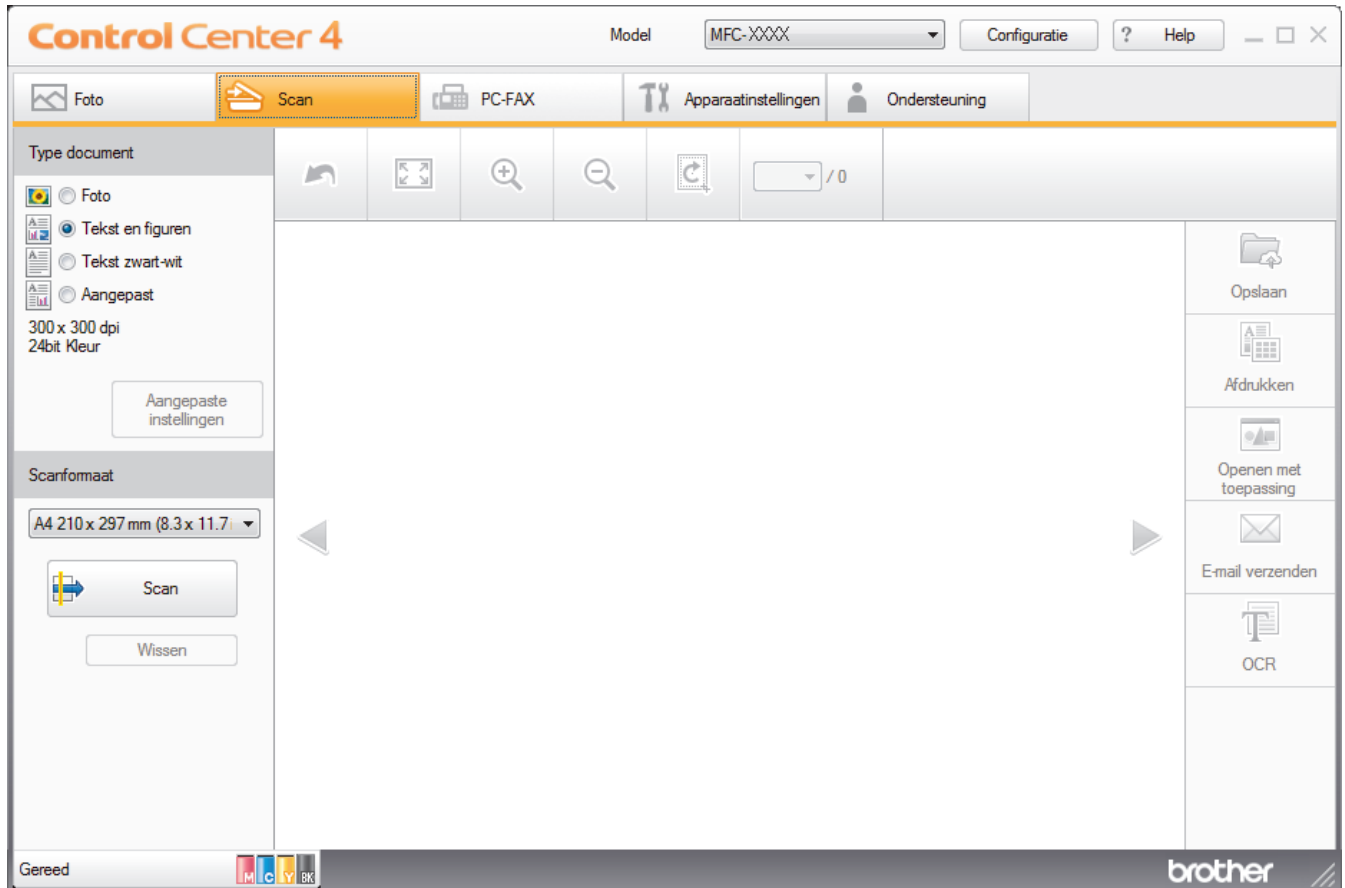 Control Center 4
Model
MFC-XXXX
Configuratie
? Help
Foto
Scan
PC-FAX
Apparaatinstellingen
Ondersteuning
Type document
/ 0
Foto
Tekst en figuren
Tekst zwart-wit
Aangepast
300 x 300 dpi
24bit Kleur
Aangepaste
instellingen
Scanformaat
A4 210 x 297 mm (8.3 x 11.7
Scan
Wissen
Opslaan
Afdrukken
Openen met
toepassing
E-mail verzenden
OCR
Gereed
M C Y BK
brother